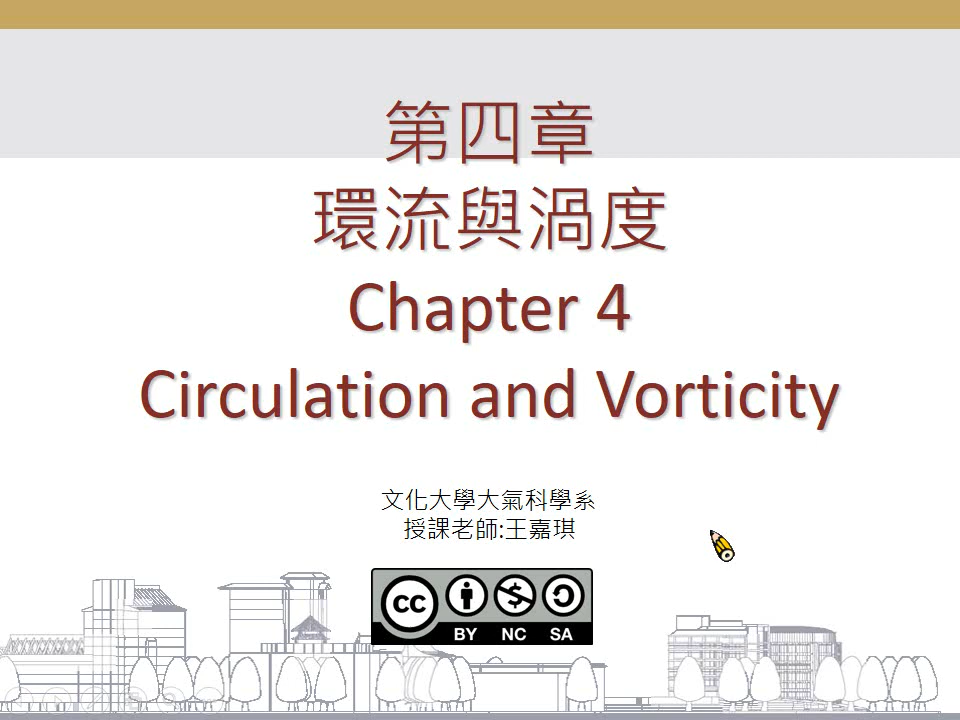 第四章
環流與渦度
Chapter 4
Circulation and Vorticity
文化大學大氣科學系
授課老師:王嘉琪
cc
BY NC SA